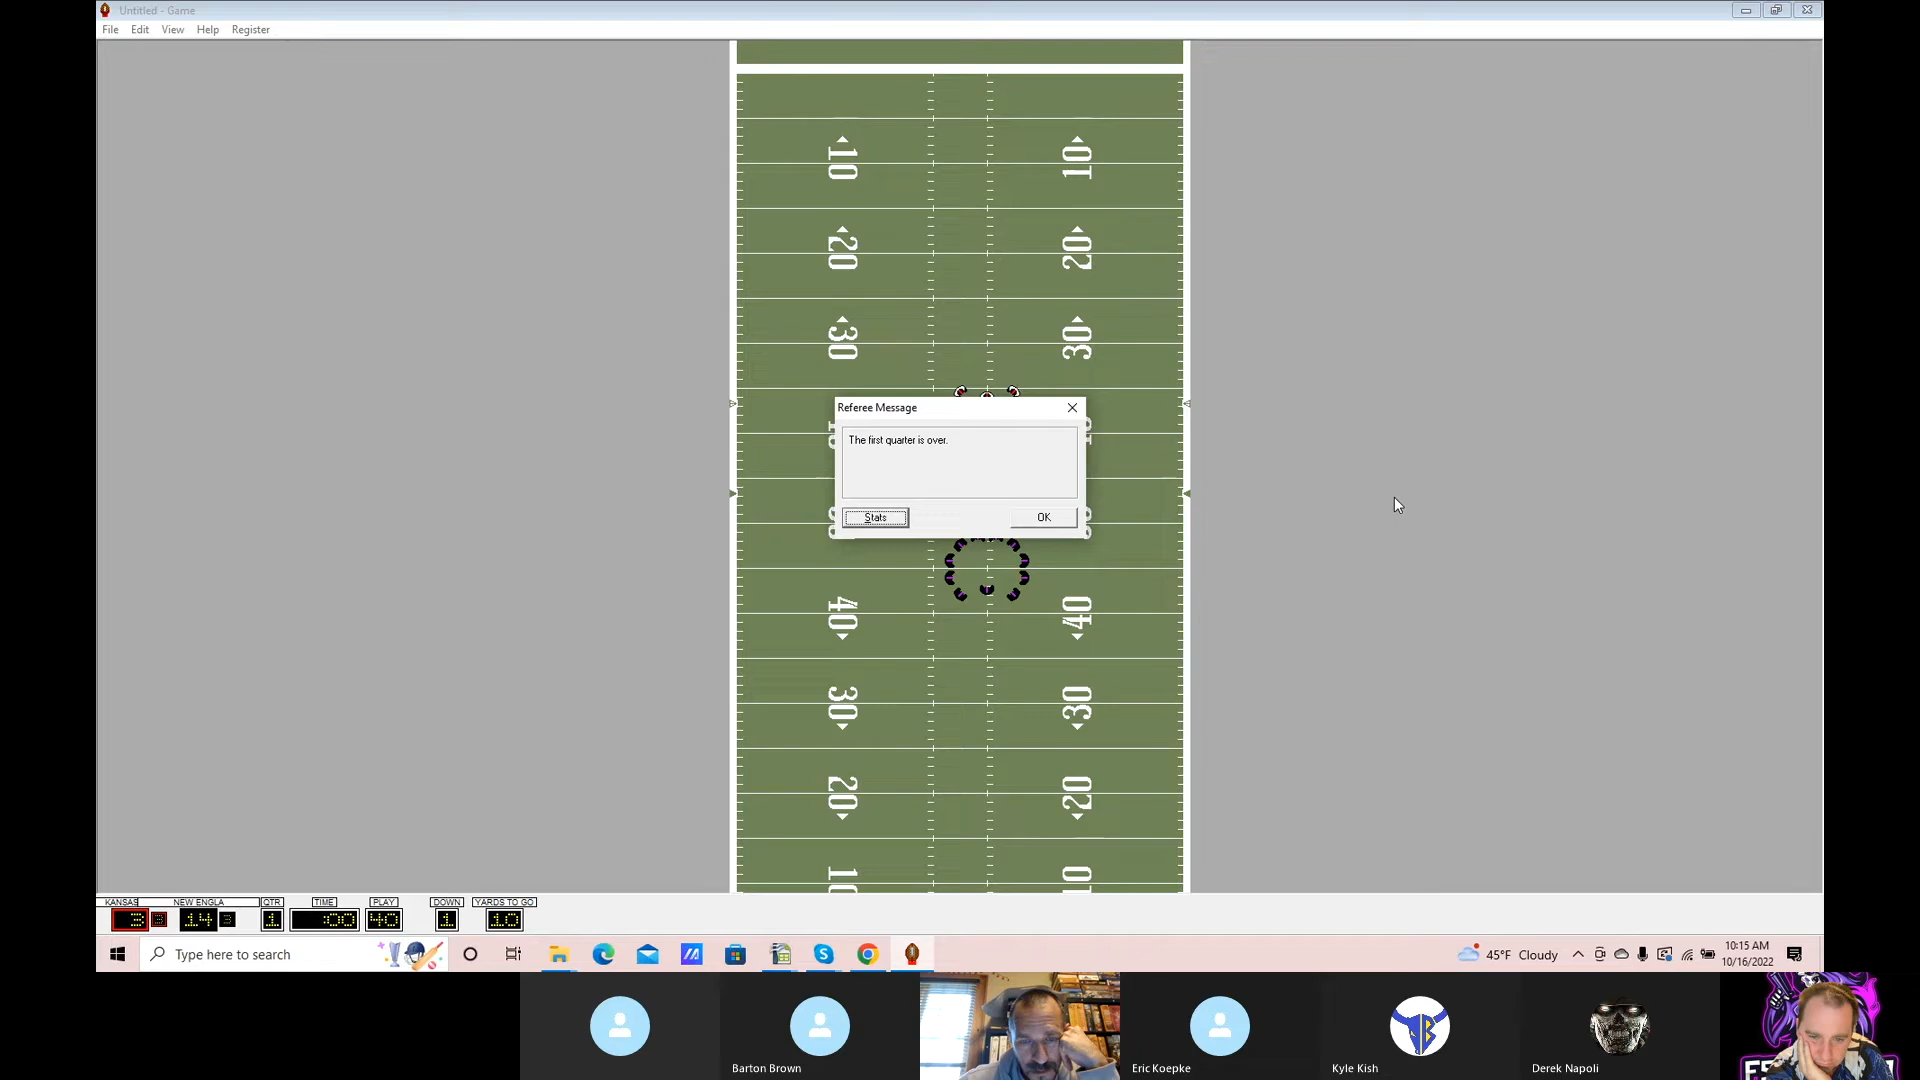 Untitled - Game
File Edit View Help Register
10 10
20 20
30 30
Referee Message
The first quarter is over.
Stats OK
40 40
30 30
20 20
10 10
KANSAS NEW ENGLA QTR TIME PLAY DOWN YARDS TO GO
3 3 14 3 1 :00 40 1 10
Type here to search
45°F Cloudy
10:15 AM
10/16/2022
Barton Brown
Eric Koepke
Kyle Kish
Derek Napoli